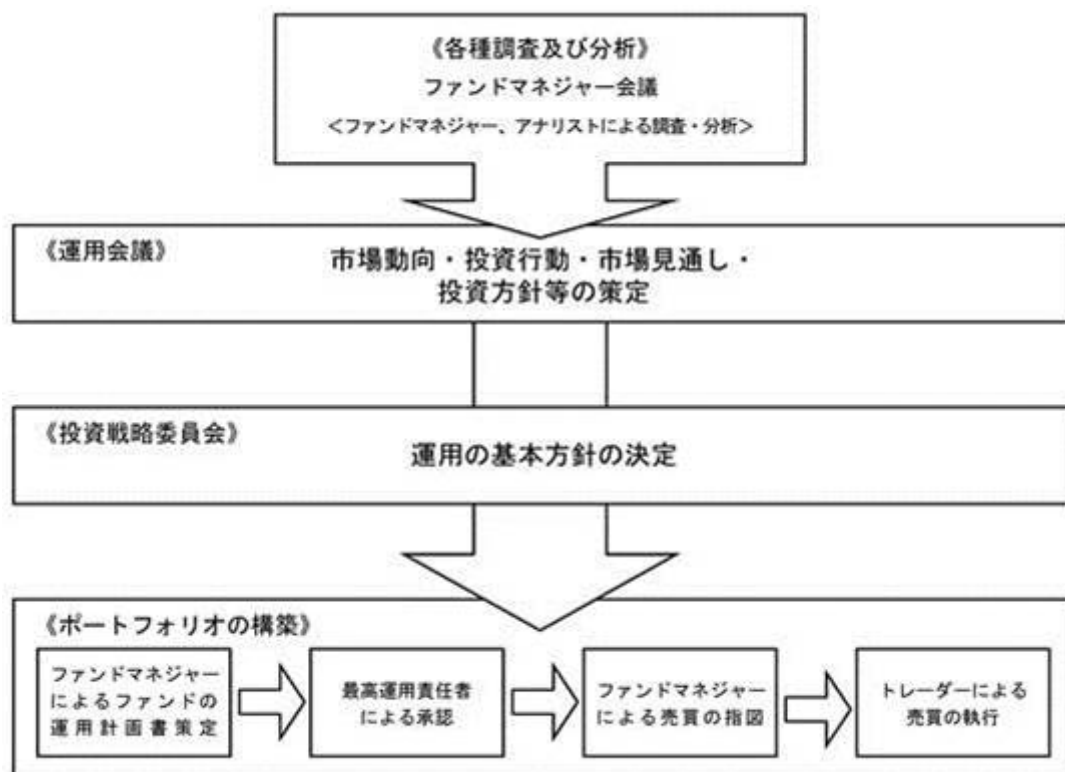 《各種調査及び分析》
ファンドマネジャー会議
＜ファンドマネジャー、アナリストによる調査・分析＞
《運用会議》
市場動向・投資行動・市場見通し・
投資方針等の策定
《投資戦略委員会》
運用の基本方針の決定
《ポートフォリオの構築》
ファンドマネジャー
によるファンドの
運用計画書策定
最高運用責任者
による承認
ファンドマネジャー
による売買の指図
トレーダーによる
売買の執行